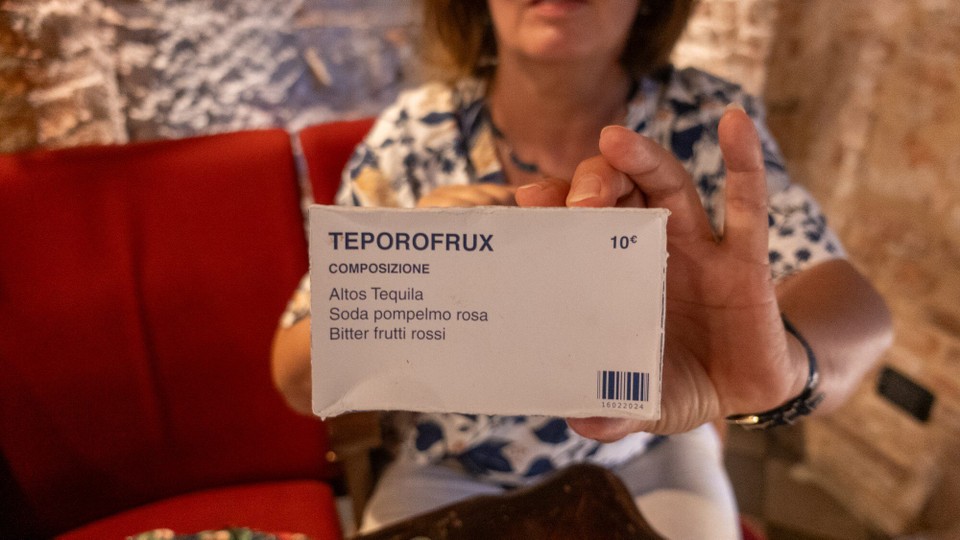 TEPOROFRUX 10€
COMPOSIZIONE
Altos Tequila
Soda pompelmo rosa
Bitter frutti rossi
16022024